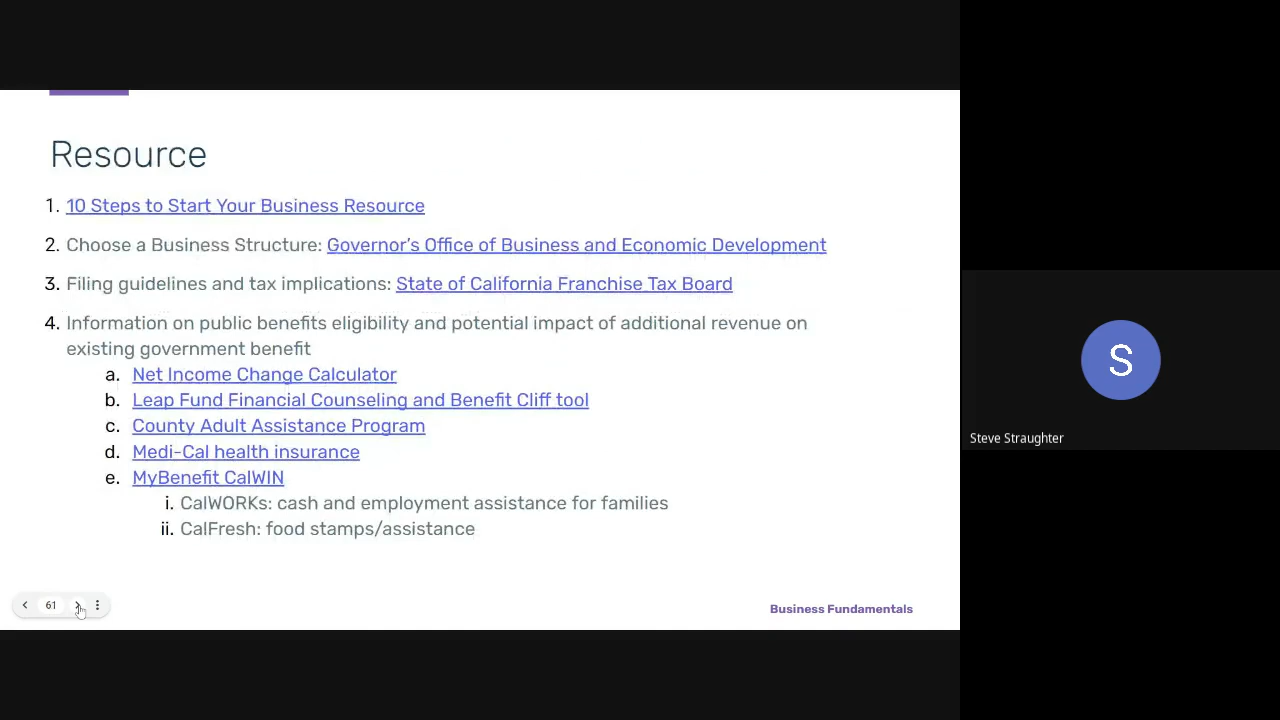 Resource
1. 10 Steps to Start Your Business Resource
2. Choose a Business Structure: Governor's Office of Business and Economic Development
3. Filing guidelines and tax implications: State of California Franchise Tax Board
4. Information on public benefits eligibility and potential impact of additional revenue on
existing government benefit
a. Net Income Change Calculator
b. Leap Fund Financial Counseling and Benefit Cliff tool
c. County Adult Assistance Program
d. Medi-Cal health insurance
e. MyBenefit CalWIN
i. CalWORKs: cash and employment assistance for families
ii. CalFresh: food stamps/assistance
61
Business Fundamentals
S
Steve Straughter